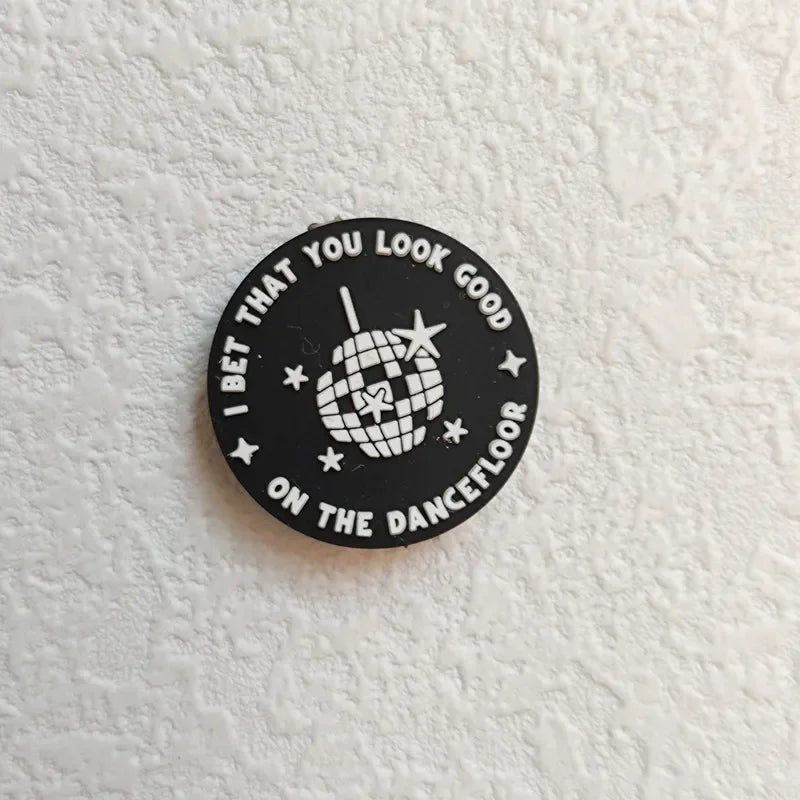 I BET THAT YOU LOOK GOOD
ON THE DANCEFLOOR